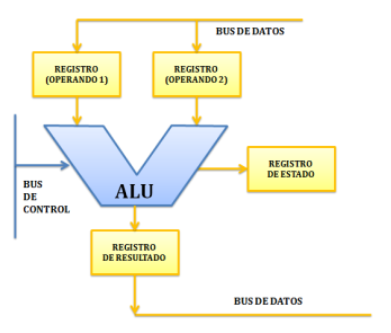 BUS DE DATOS
REGISTRO
(OPERANDO 1)
REGISTRO
(OPERANDO 2)
ALU
REGISTRO
DE ESTADO
BUS
DE
CONTROL
REGISTRO
DE RESULTADO
BUS DE DATOS